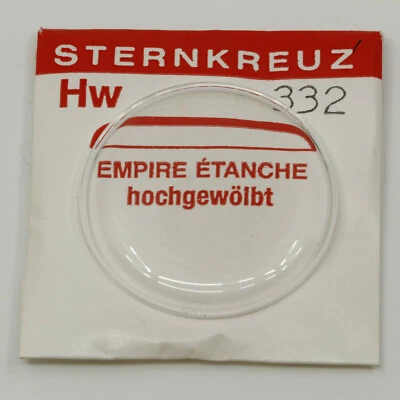 STERNKREUZ
Hw 332
EMPIRE ÉTANCHE
hochgewölbt